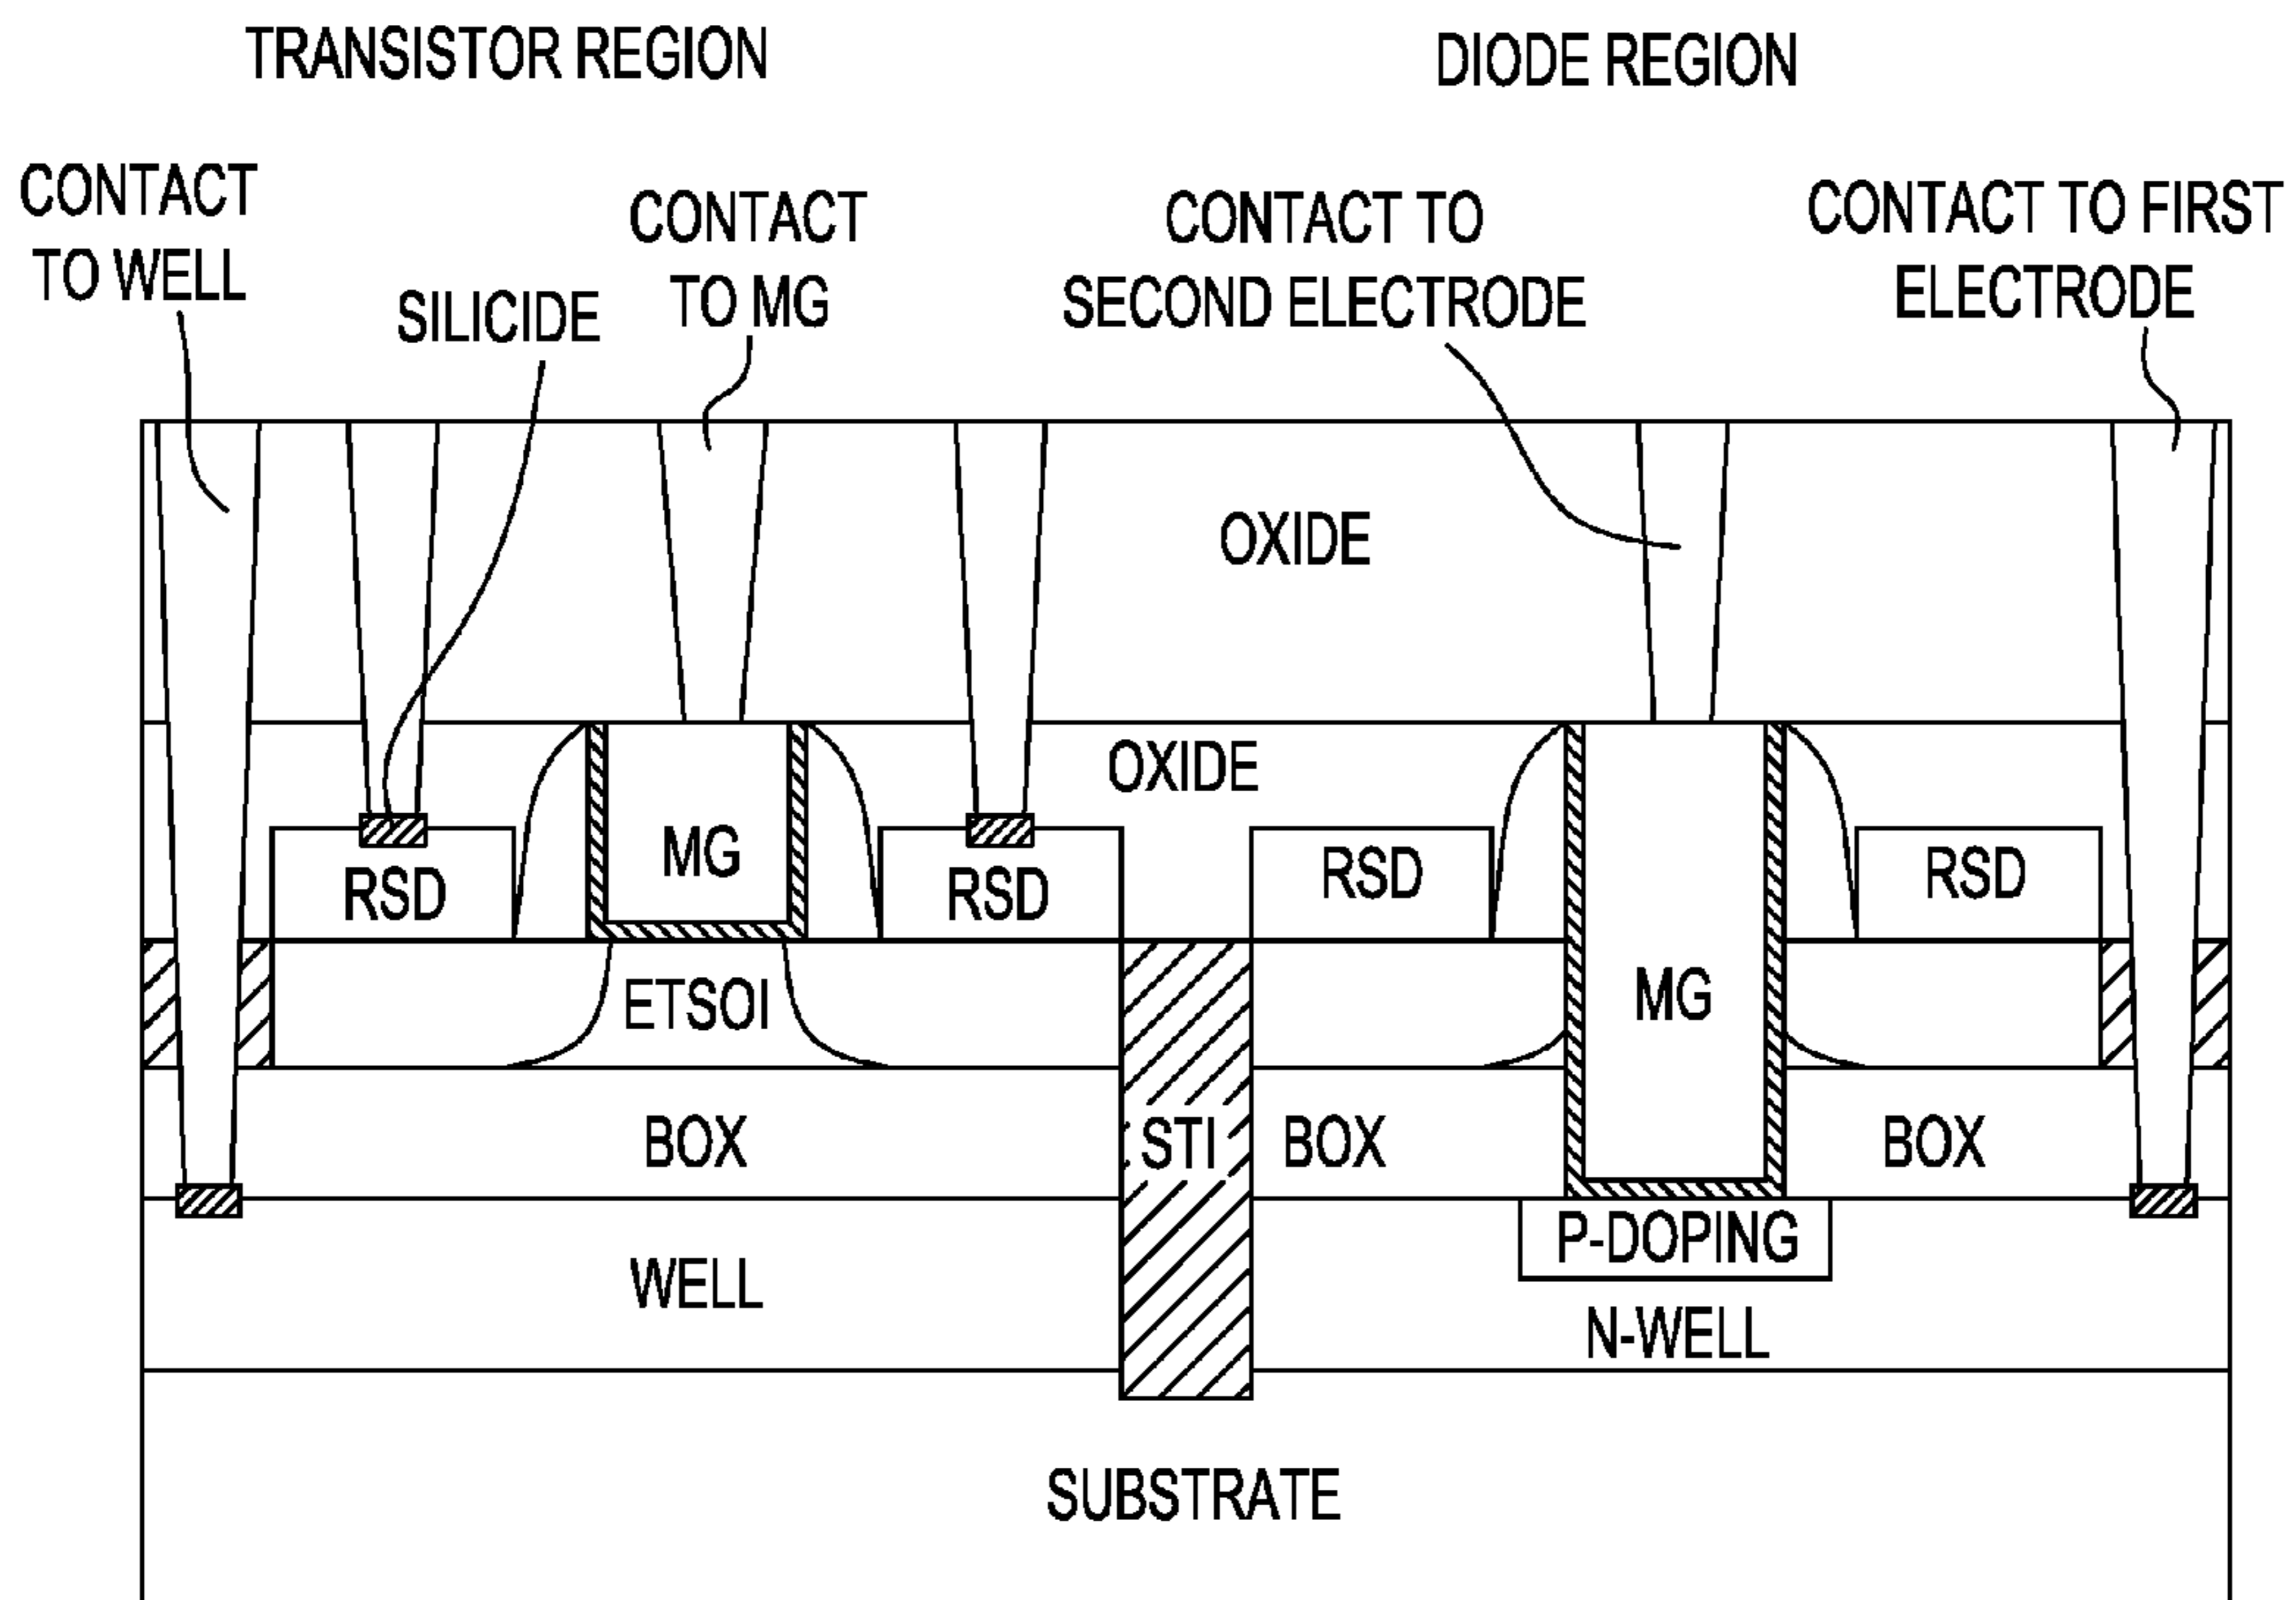 TRANSISTOR REGION
DIODE REGION
CONTACT
TO WELL
SILICIDE
CONTACT
TO MG
CONTACT TO
SECOND ELECTRODE
CONTACT TO FIRST
ELECTRODE
OXIDE
OXIDE
RSD
MG
RSD
RSD
RSD
ETSOI
MG
BOX
STI
BOX
BOX
P-DOPING
WELL
N-WELL
SUBSTRATE